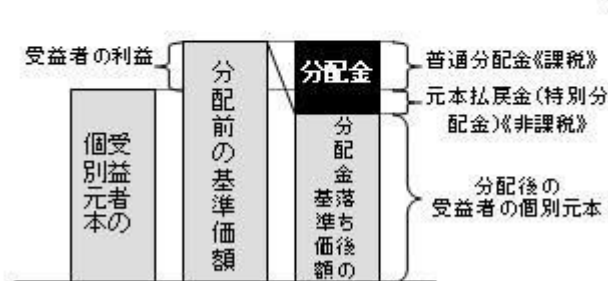 受益者の利益
受益者の
個別元本
分配前の基準価額
分配金
分配金落ち後の
基準価額
普通分配金《課税》
元本払戻金(特別分
配金)《非課税》
分配後の
受益者の個別元本